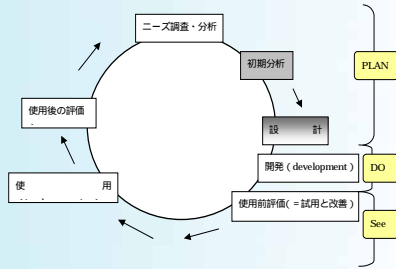 ニーズ調査・分析
初期分析
PLAN
使用後の評価
設 計
開発 ( development )
DO
使 用
使用前評価( = 試用と改善 )
See